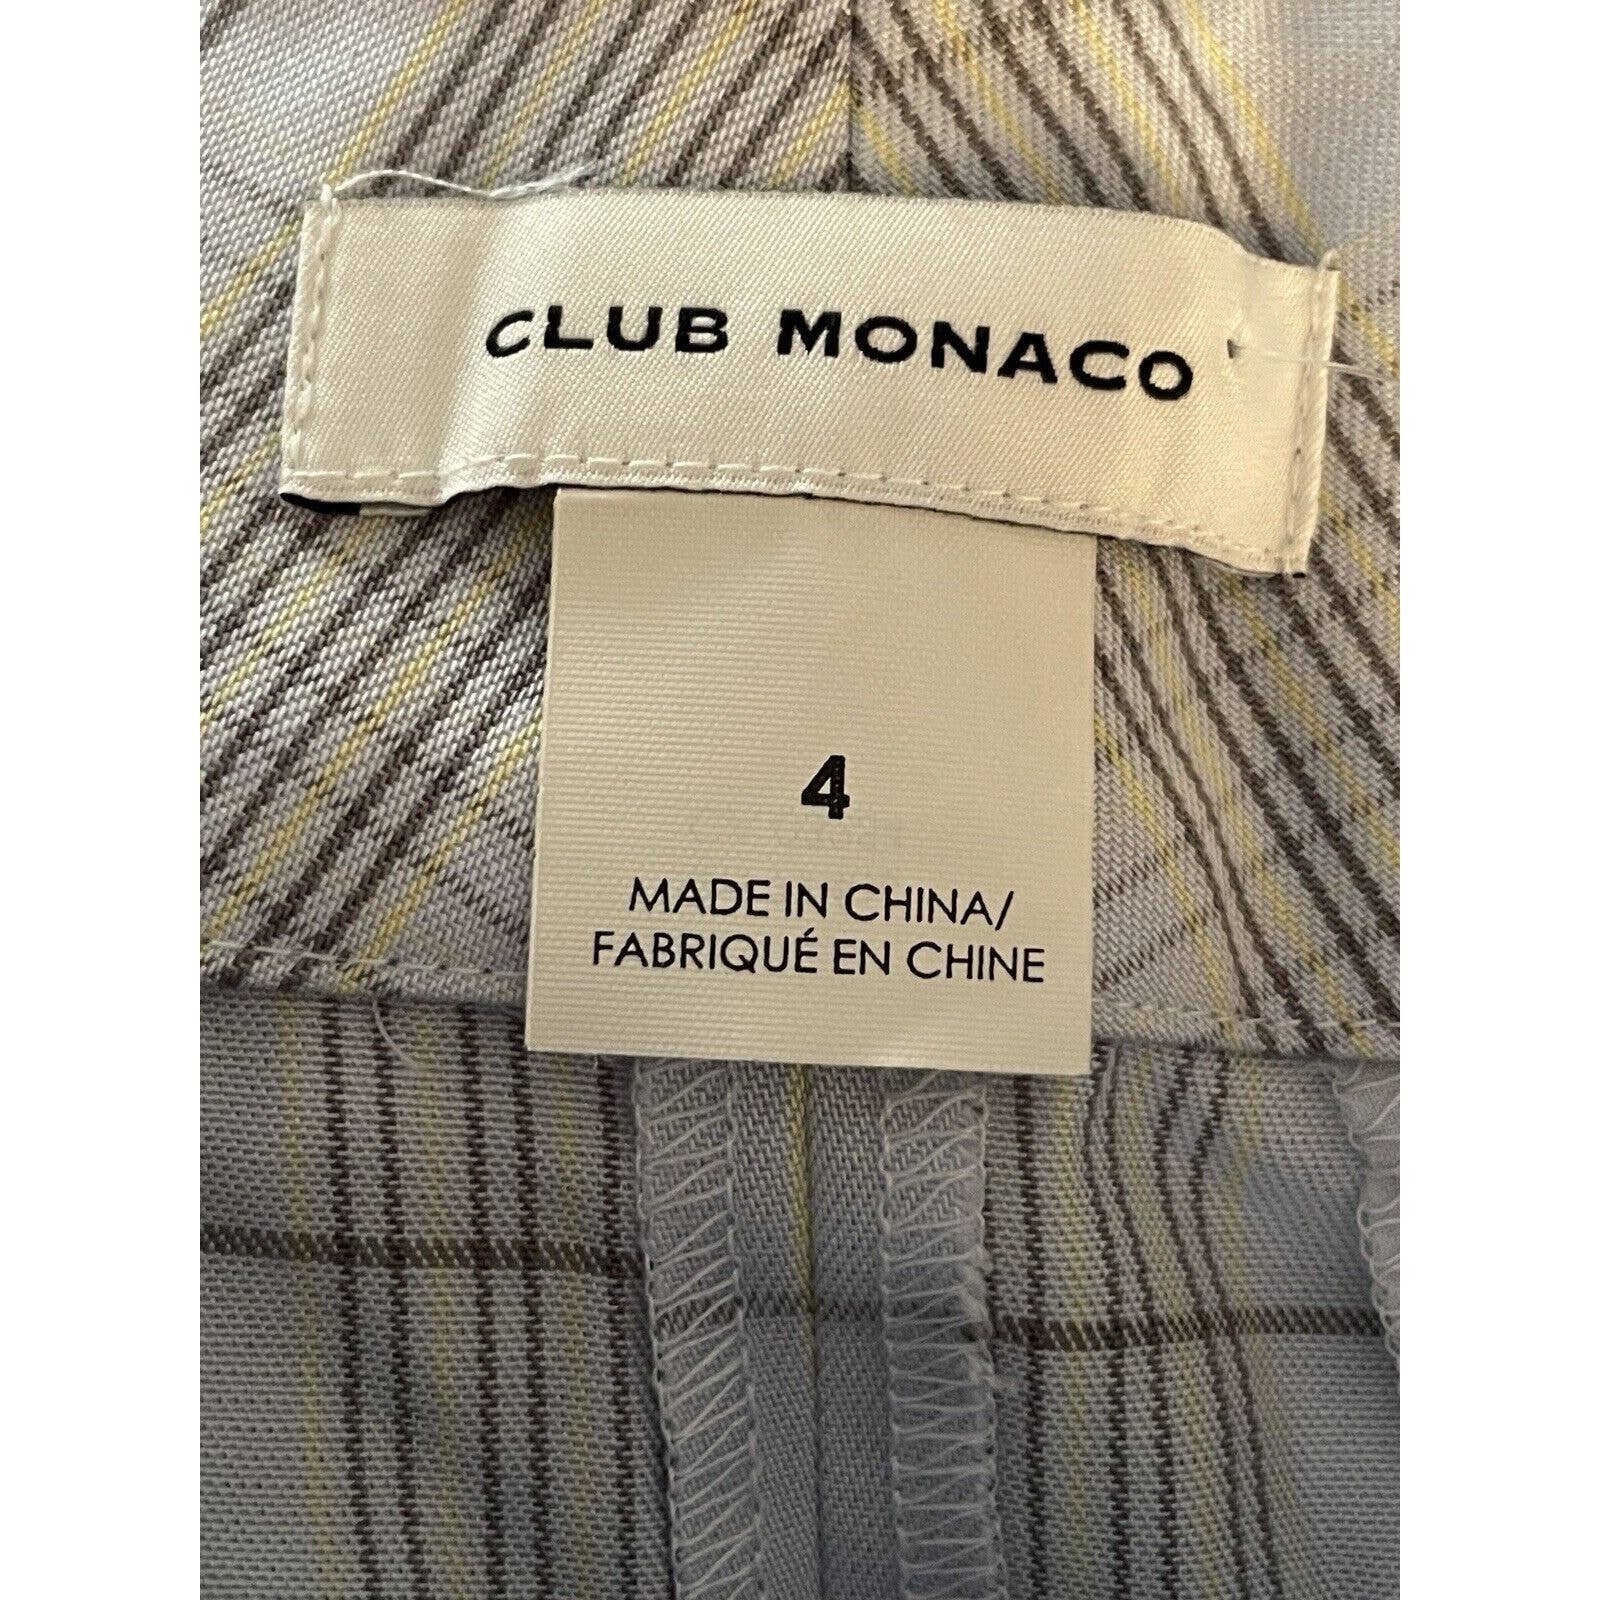 CLUB MONACO
4
MADE IN CHINA/
FABRIQUÉ EN CHINE